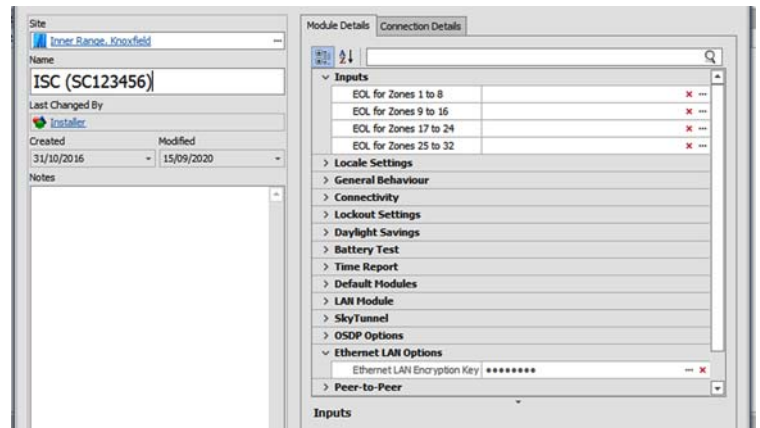 Site
Inner Range, Knoxfield
Name
ISC (SC123456)
Last Changed By
Installer
Created Modified
31/10/2016 15/09/2020
Notes
Module Details Connection Details
Inputs
EOL for Zones 1 to 8
EOL for Zones 9 to 16
EOL for Zones 17 to 24
EOL for Zones 25 to 32
Locale Settings
General Behaviour
Connectivity
Lockout Settings
Daylight Savings
Battery Test
Time Report
Default Modules
LAN Module
SkyTunnel
OSDP Options
Ethernet LAN Options
Ethernet LAN Encryption Key ●●●●●●●●
Peer-to-Peer
Inputs